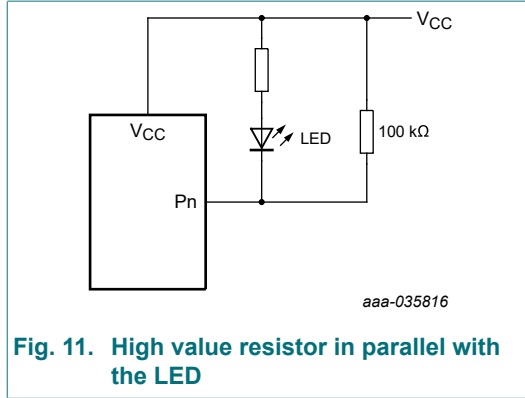 VCC
VCC
LED
100 kΩ
Pn
aaa-035816
Fig. 11. High value resistor in parallel with
the LED